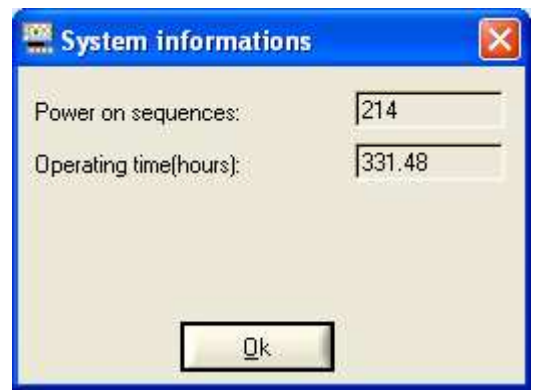 System informations
Power on sequences: 214
Operating time(hours): 331.48
Ok